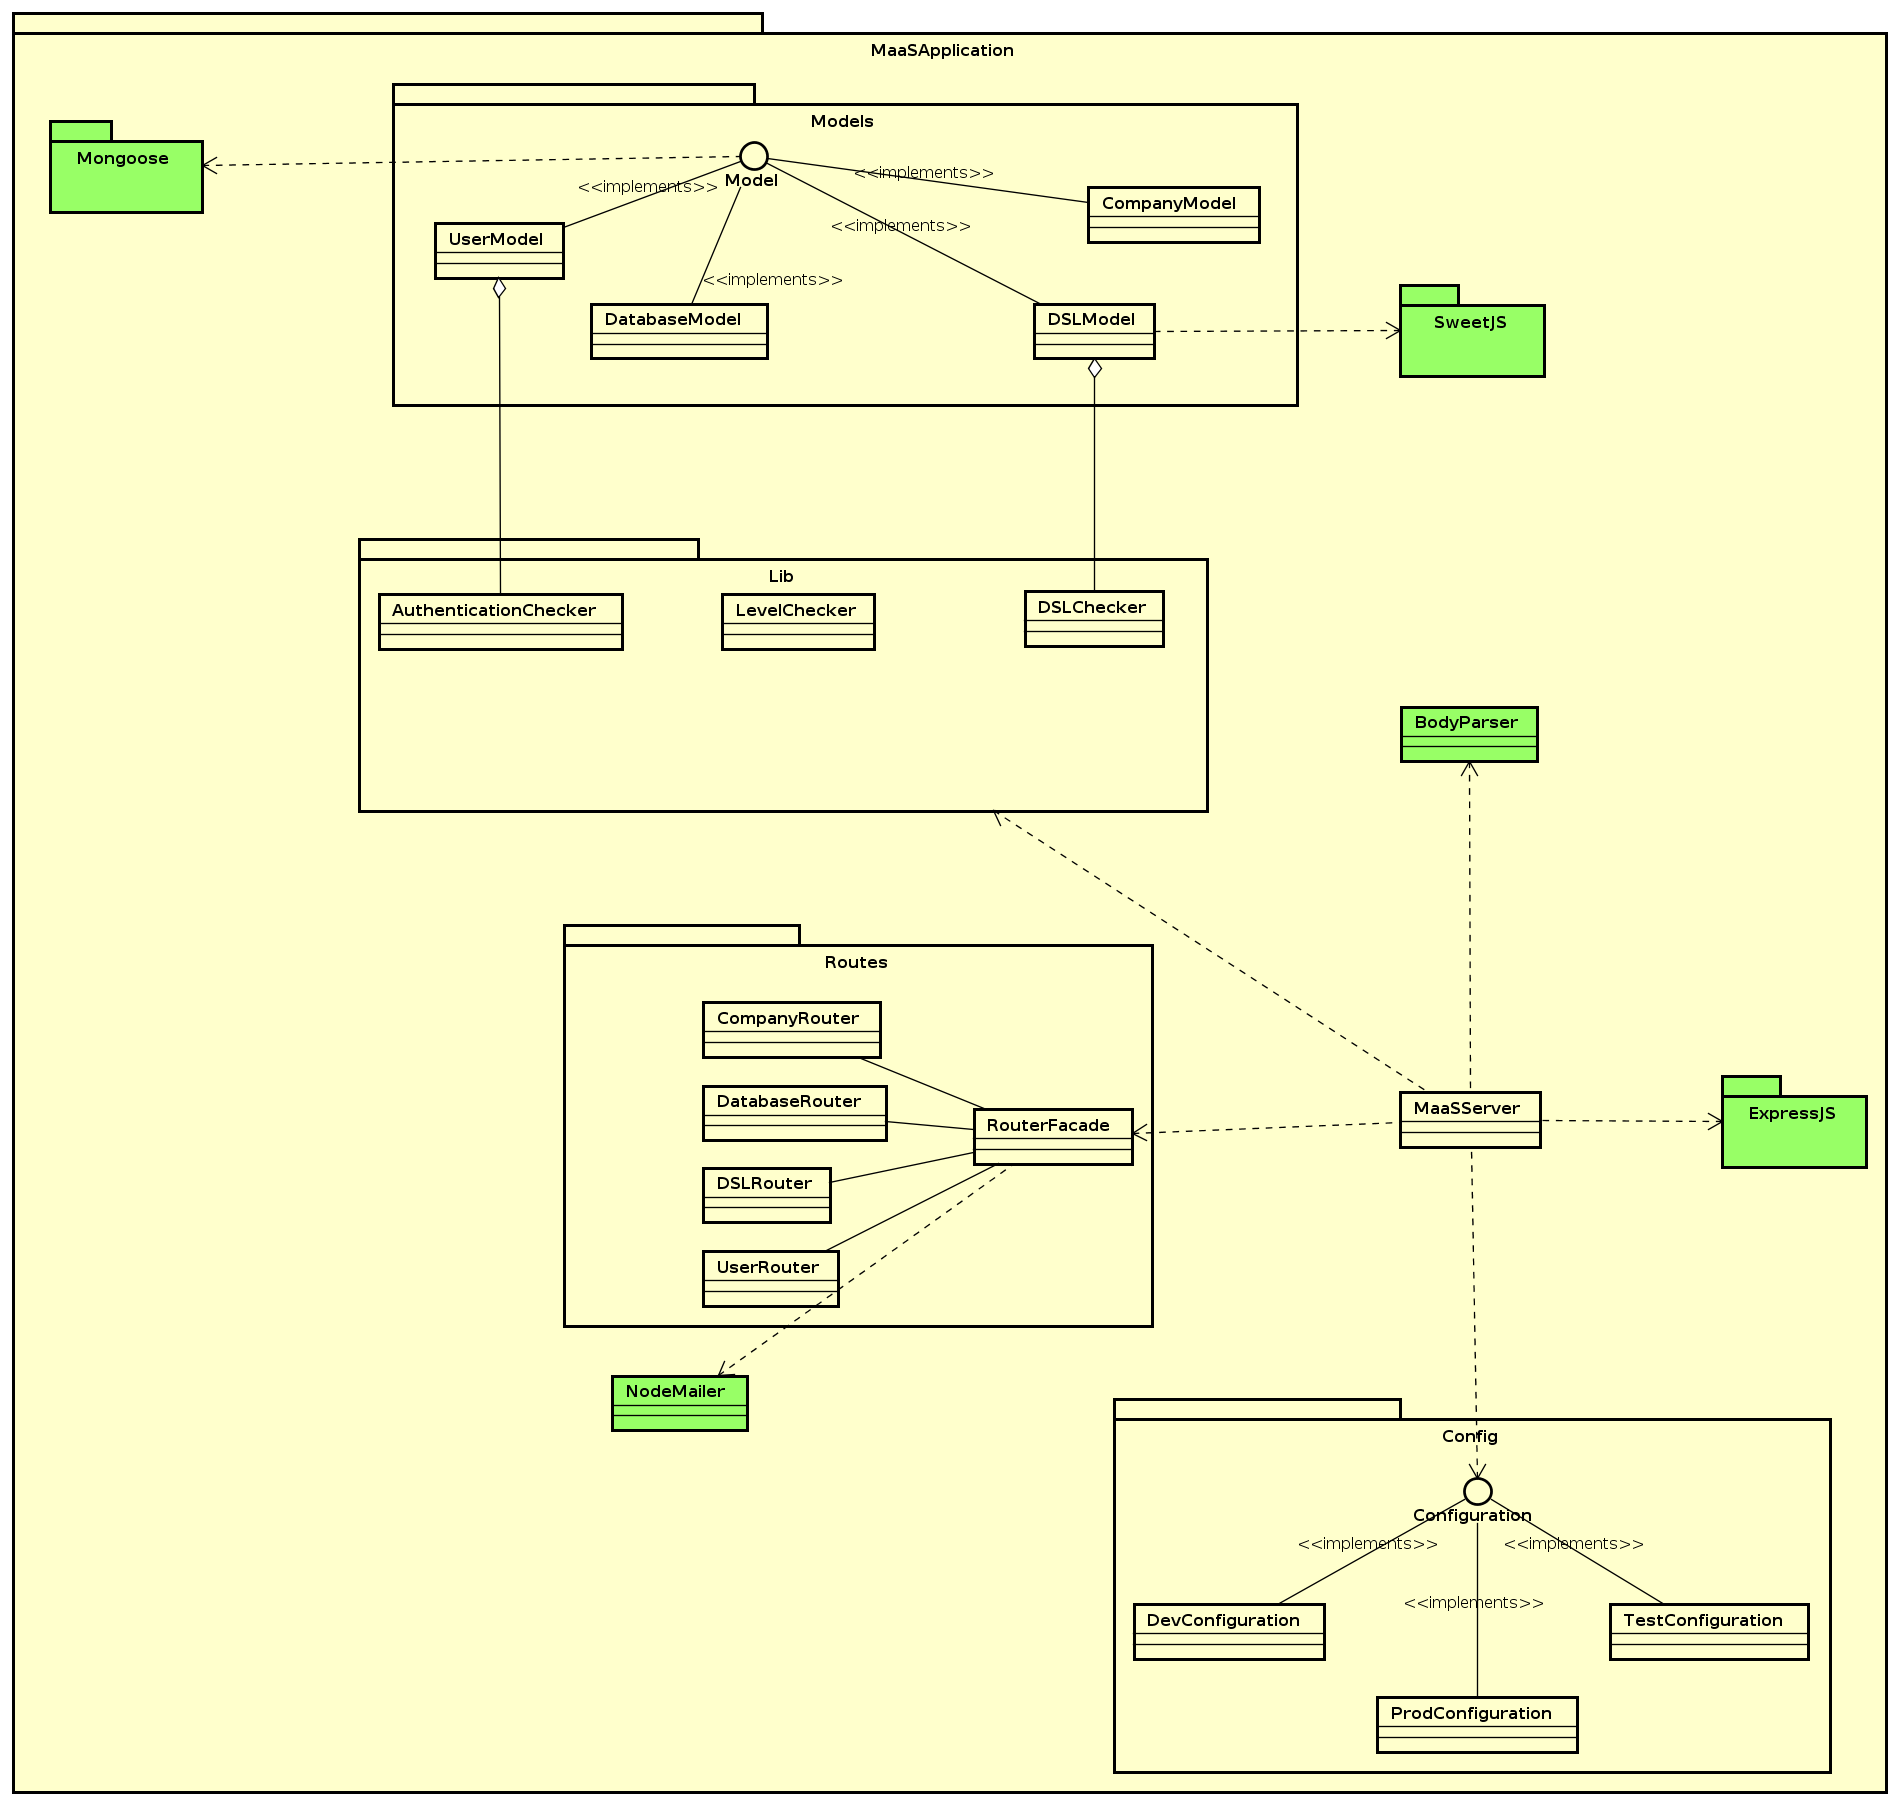 MaaSApplication
Models
Mongoose
Model
<<implements>>
<<implements>>
CompanyModel
<<implements>>
UserModel
<<implements>>
DatabaseModel
DSLModel
SweetJS
Lib
AuthenticationChecker
LevelChecker
DSLChecker
BodyParser
Routes
CompanyRouter
DatabaseRouter
RouterFacade
MaaSServer
ExpressJS
DSLRouter
UserRouter
NodeMailer
Config
Configuration
<<implements>>
<<implements>>
<<implements>>
DevConfiguration
TestConfiguration
ProdConfiguration